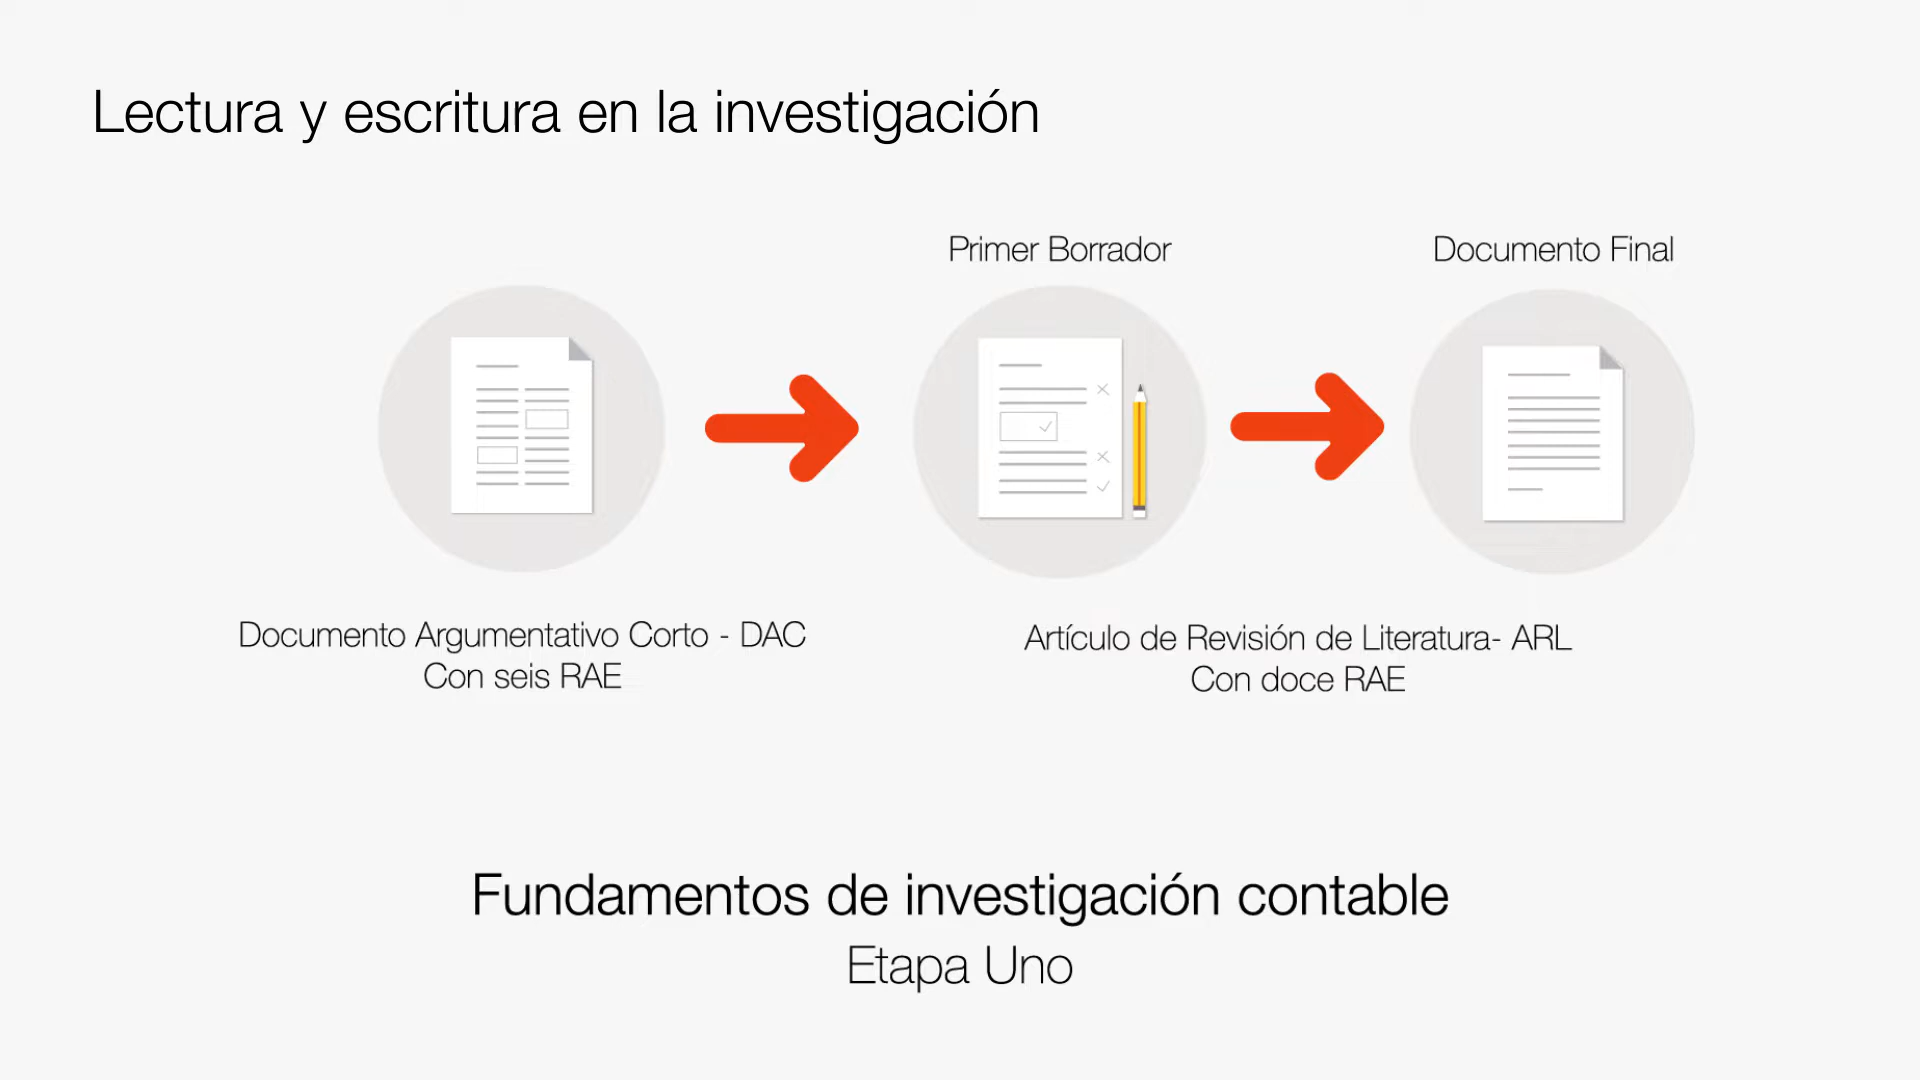 Lectura y escritura en la investigación
Primer Borrador
Documento Final
Documento Argumentativo Corto - DAC
Con seis RAE
Artículo de Revisión de Literatura- ARL
Con doce RAE
Fundamentos de investigación contable
Etapa Uno